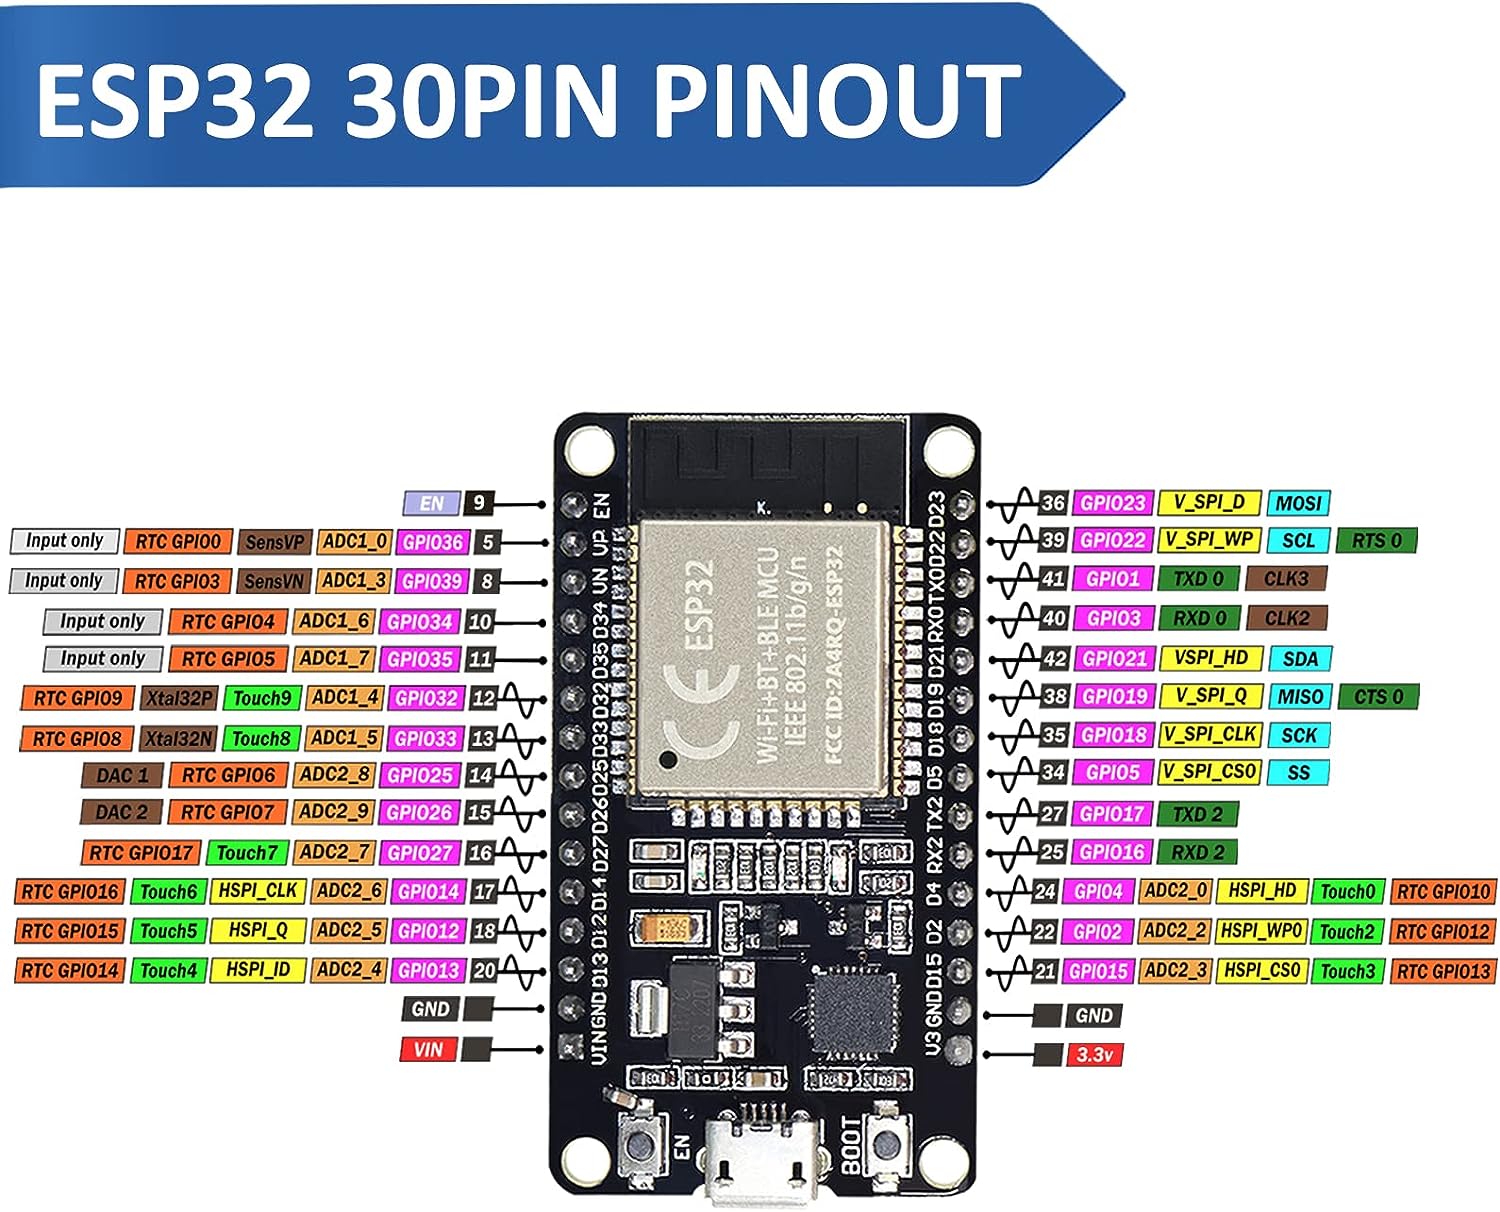 ESP32 30PIN PINOUT
EN 9
Input only RTC GPIO0 SensVP ADC1_0 GPIO36 5
Input only RTC GPIO3 SensVN ADC1_3 GPIO39 8
Input only RTC GPIO4 ADC1_6 GPIO34 10
Input only RTC GPIO5 ADC1_7 GPIO35 11
RTC GPIO9 Xtal32P Touch9 ADC1_4 GPIO32 12
RTC GPIO8 Xtal32N Touch8 ADC1_5 GPIO33 13
DAC 1 RTC GPIO6 ADC2_8 GPIO25 14
DAC 2 RTC GPIO7 ADC2_9 GPIO26 15
RTC GPIO17 Touch7 ADC2_7 GPIO27 16
RTC GPIO16 Touch6 HSPI_CLK ADC2_6 GPIO14 17
RTC GPIO15 Touch5 HSPI_Q ADC2_5 GPIO12 18
RTC GPIO14 Touch4 HSPI_ID ADC2_4 GPIO13 20
GND
VIN
EN
VP
VN
D34
D35
D32
D33
D25
D26
D27
D14
D12
D13
GND
VIN
K.
CE ESP32
Wi-Fi+BT+BLE MCU
IEEE 802.11b/g/n
FCC ID:2A4RQ-ESP32
EN
BOOT
D23
D22
TX0
RX0
D21
D19
D18
D5
TX2
RX2
D4
D2
D15
GND
V3
36 GPIO23 V_SPI_D MOSI
39 GPIO22 V_SPI_WP SCL RTS 0
41 GPIO1 TXD 0 CLK3
40 GPIO3 RXD 0 CLK2
42 GPIO21 VSPI_HD SDA
38 GPIO19 V_SPI_Q MISO CTS 0
35 GPIO18 V_SPI_CLK SCK
34 GPIO5 V_SPI_CS0 SS
27 GPIO17 TXD 2
25 GPIO16 RXD 2
24 GPIO4 ADC2_0 HSPI_HD Touch0 RTC GPIO10
22 GPIO2 ADC2_2 HSPI_WP0 Touch2 RTC GPIO12
21 GPIO15 ADC2_3 HSPI_CS0 Touch3 RTC GPIO13
GND
3.3v